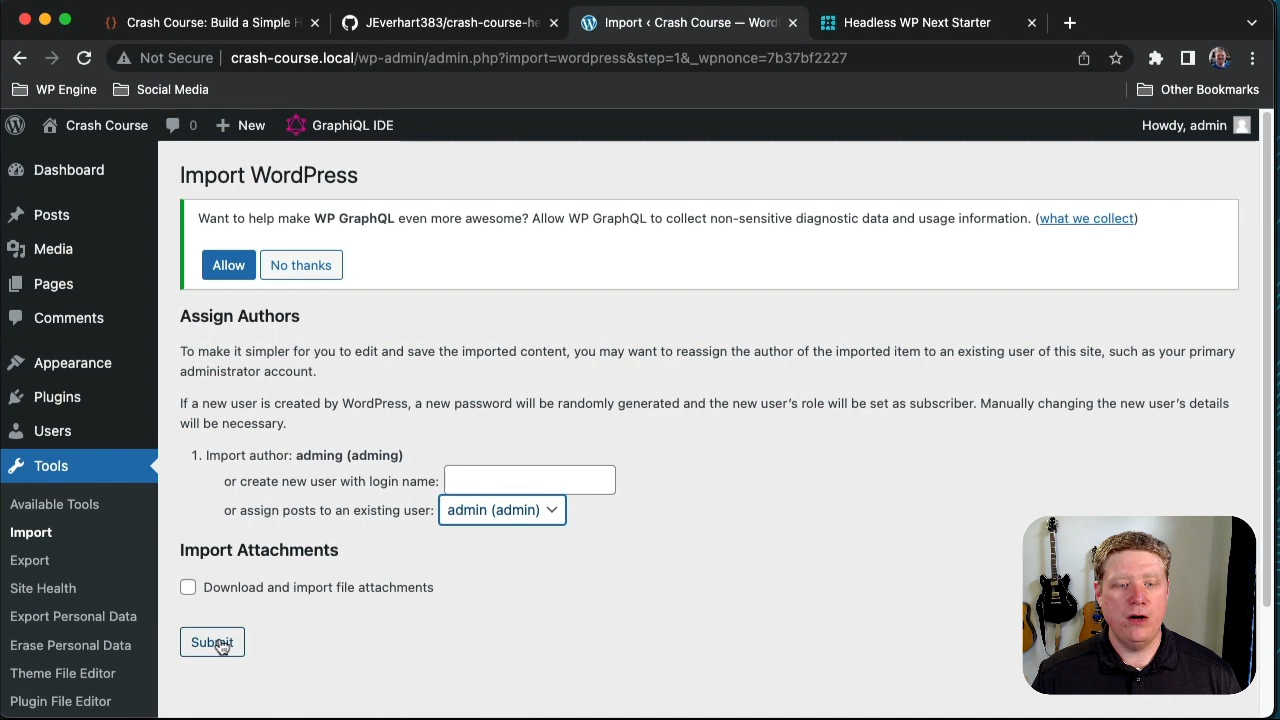 Crash Course: Build a Simple H
JEverhart383/crash-course-he
Import ‹ Crash Course — Word
Headless WP Next Starter
Not Secure
crash-course.local/wp-admin/admin.php?import=wordpress&step=1&_wpnonce=7b37bf2227
WP Engine
Social Media
Other Bookmarks
Crash Course
0
New
GraphiQL IDE
Howdy, admin
Dashboard
Posts
Media
Pages
Comments
Appearance
Plugins
Users
Tools
Available Tools
Import
Export
Site Health
Export Personal Data
Erase Personal Data
Theme File Editor
Plugin File Editor
Import WordPress
Want to help make WP GraphQL even more awesome? Allow WP GraphQL to collect non-sensitive diagnostic data and usage information. (what we collect)
Allow
No thanks
Assign Authors
To make it simpler for you to edit and save the imported content, you may want to reassign the author of the imported item to an existing user of this site, such as your primary
administrator account.
If a new user is created by WordPress, a new password will be randomly generated and the new user’s role will be set as subscriber. Manually changing the new user’s details
will be necessary.
1. Import author: adming (adming)
or create new user with login name:
or assign posts to an existing user: admin (admin)
Import Attachments
Download and import file attachments
Submit